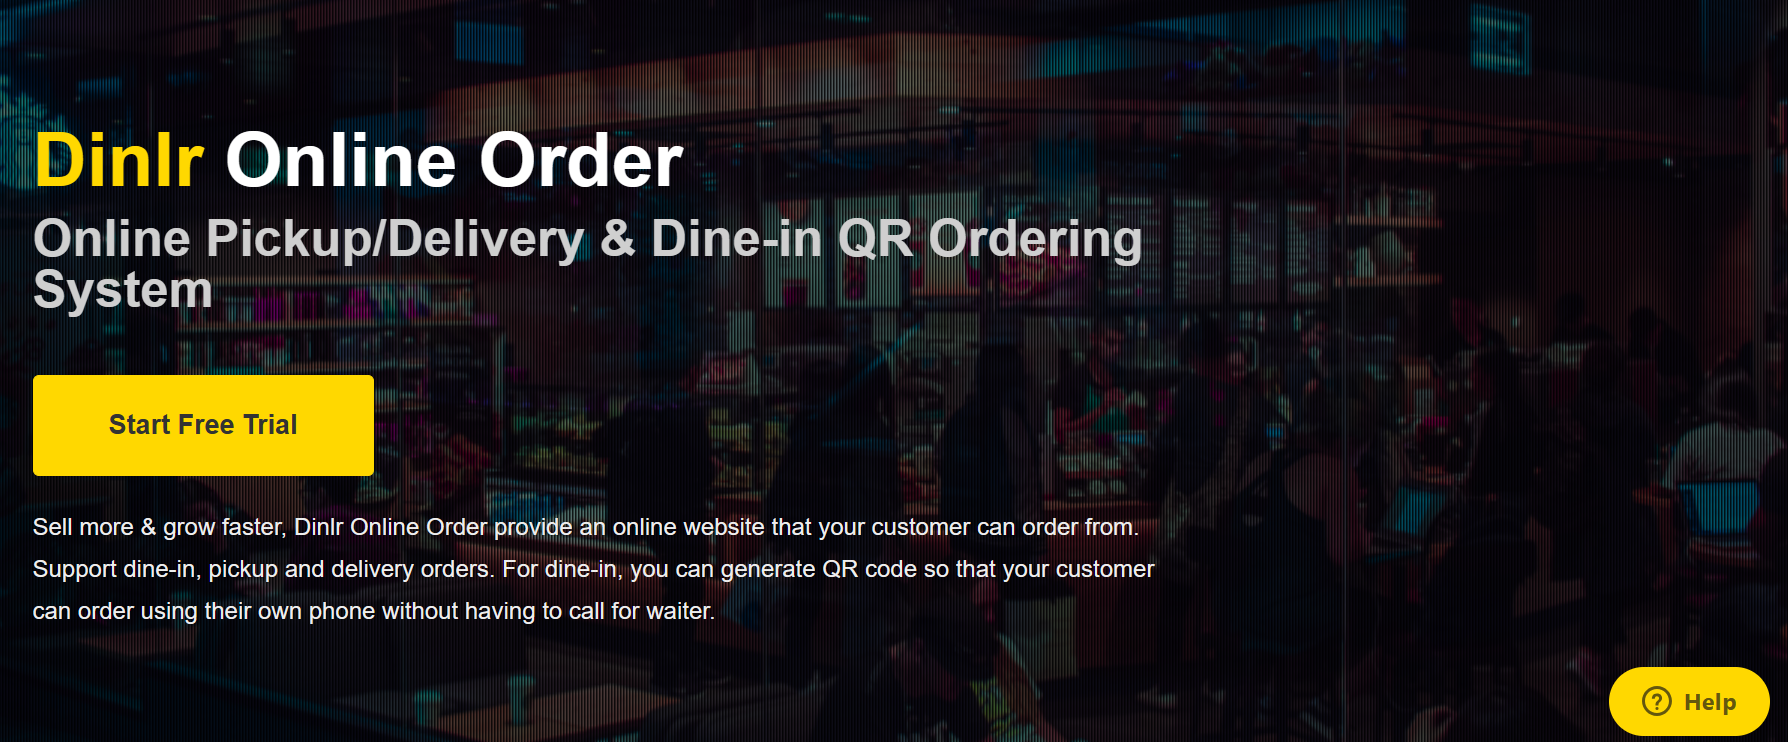 Dinlr Online Order
Online Pickup/Delivery & Dine-in QR Ordering
System
Start Free Trial
Sell more & grow faster, Dinlr Online Order provide an online website that your customer can order from.
Support dine-in, pickup and delivery orders. For dine-in, you can generate QR code so that your customer
can order using their own phone without having to call for waiter.
Help